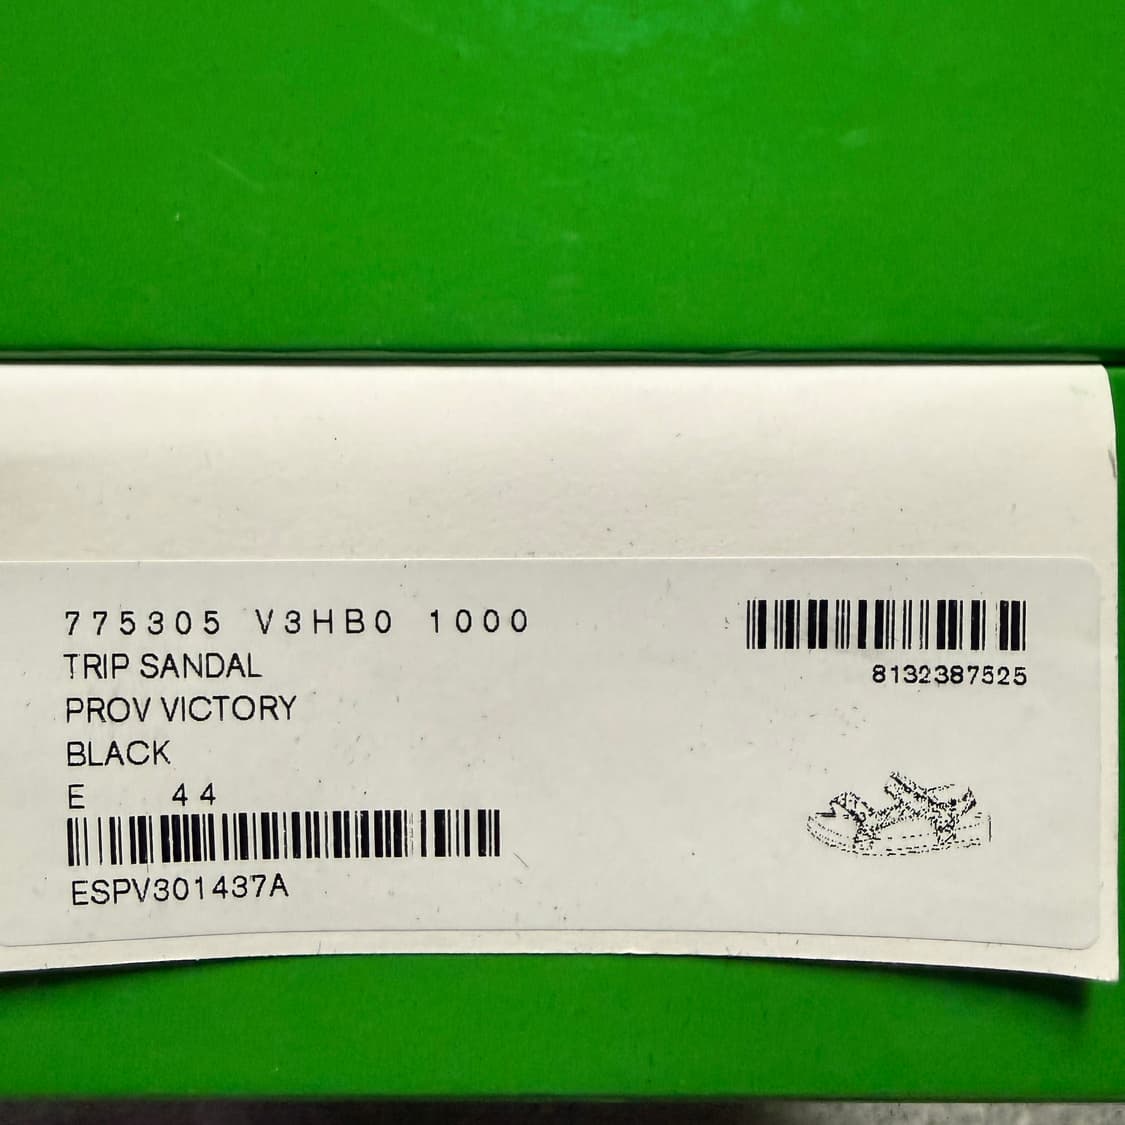 775305 V3HB0 1000
TRIP SANDAL
PROV VICTORY
BLACK
E 44
ESPV301437A
8132387525